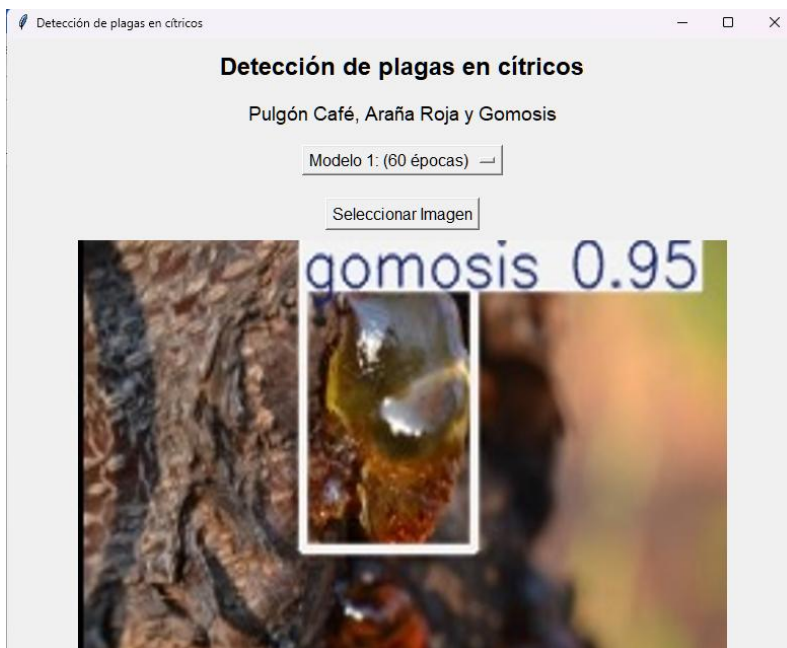 Detección de plagas en cítricos
Detección de plagas en cítricos
Pulgón Café, Araña Roja y Gomosis
Modelo 1: (60 épocas)
Seleccionar Imagen
gomosis 0.95